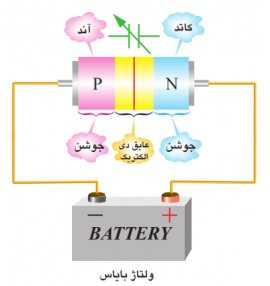 کاتد
آند
P
N
جوشن
عایق دی
الکتریک
جوشن
−
+
BATTERY
ولتاژ بایاس